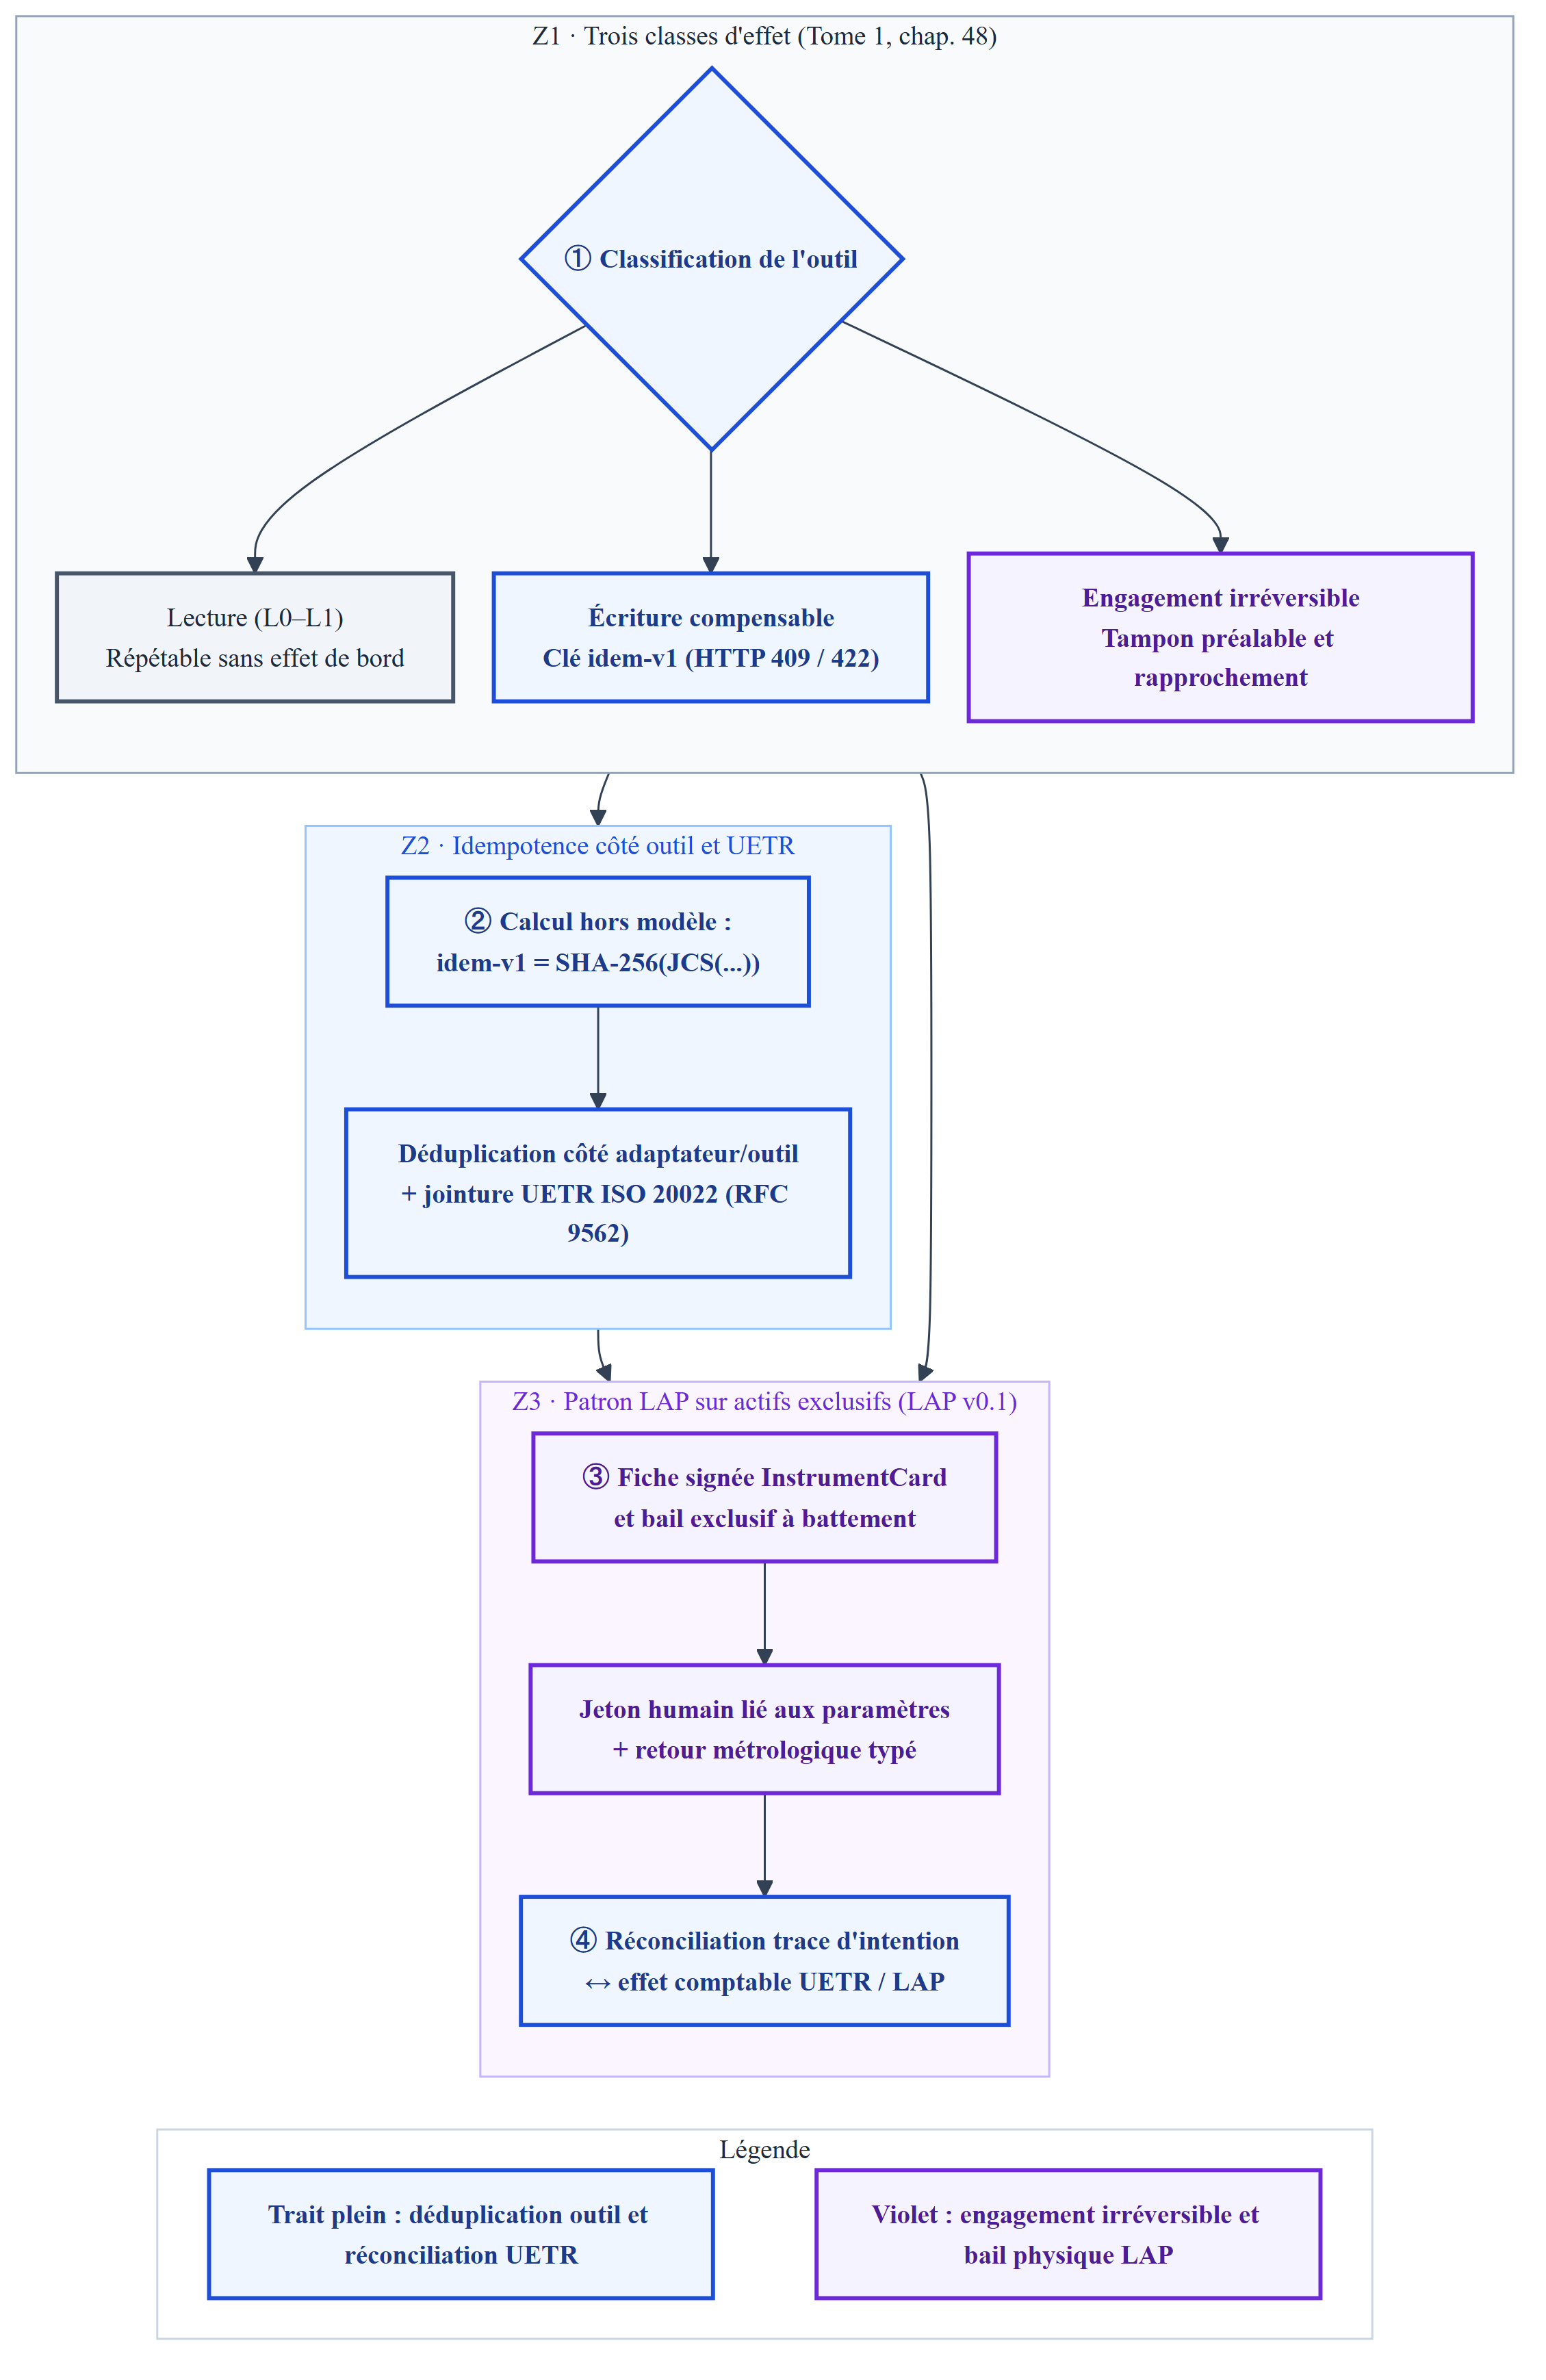 Z1 · Trois classes d'effet (Tome 1, chap. 48)
① Classification de l'outil
Lecture (L0–L1)
Répétable sans effet de bord
Écriture compensable
Clé idem-v1 (HTTP 409 / 422)
Engagement irréversible
Tampon préalable et
rapprochement
Z2 · Idempotence côté outil et UETR
② Calcul hors modèle :
idem-v1 = SHA-256(JCS(...))
Déduplication côté adaptateur/outil
+ jointure UETR ISO 20022 (RFC
9562)
Z3 · Patron LAP sur actifs exclusifs (LAP v0.1)
③ Fiche signée InstrumentCard
et bail exclusif à battement
Jeton humain lié aux paramètres
+ retour métrologique typé
④ Réconciliation trace d'intention
↔ effet comptable UETR / LAP
Légende
Trait plein : déduplication outil et
réconciliation UETR
Violet : engagement irréversible et
bail physique LAP